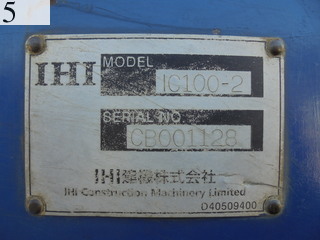 5
IHI
MODEL
IC100-2
SERIAL NO.
CB001128
IHI建機株式会社
IHI Construction Machinery Limited
D40509400